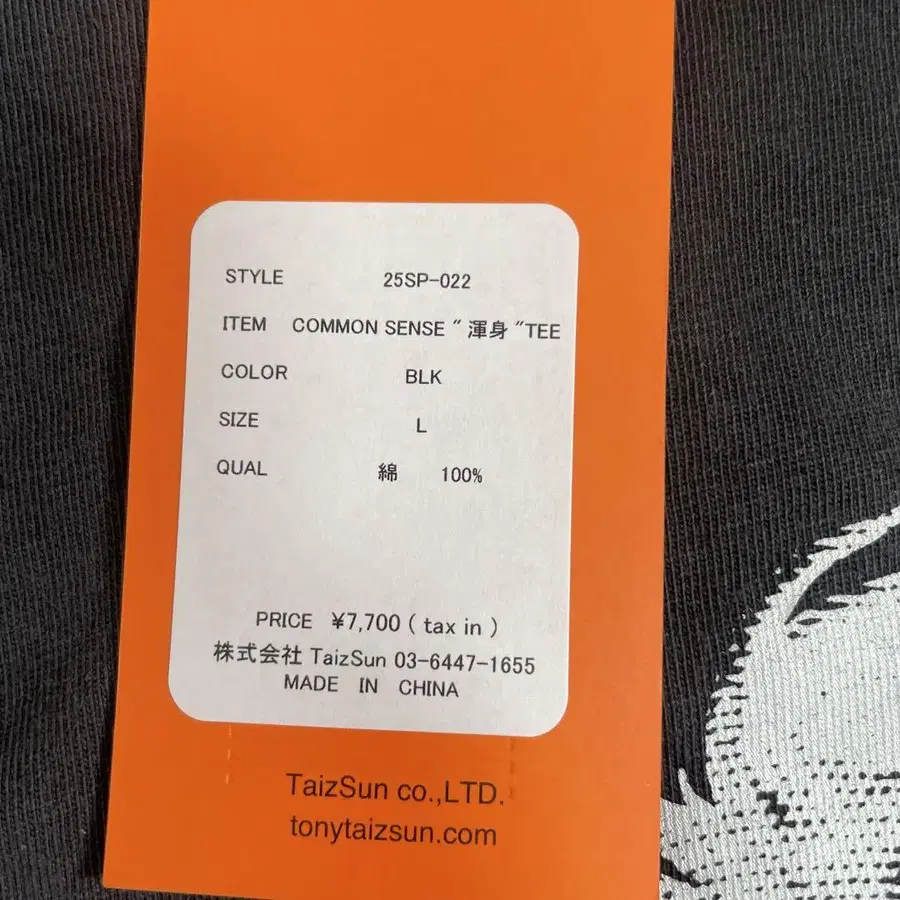 STYLE 25SP-022
ITEM COMMON SENSE "渾身"TEE
COLOR BLK
SIZE L
QUAL 綿 100%
PRICE ¥7,700 ( tax in )
株式会社 TaizSun 03-6447-1655
MADE IN CHINA
TaizSun co.,LTD.
tonytaizsun.com